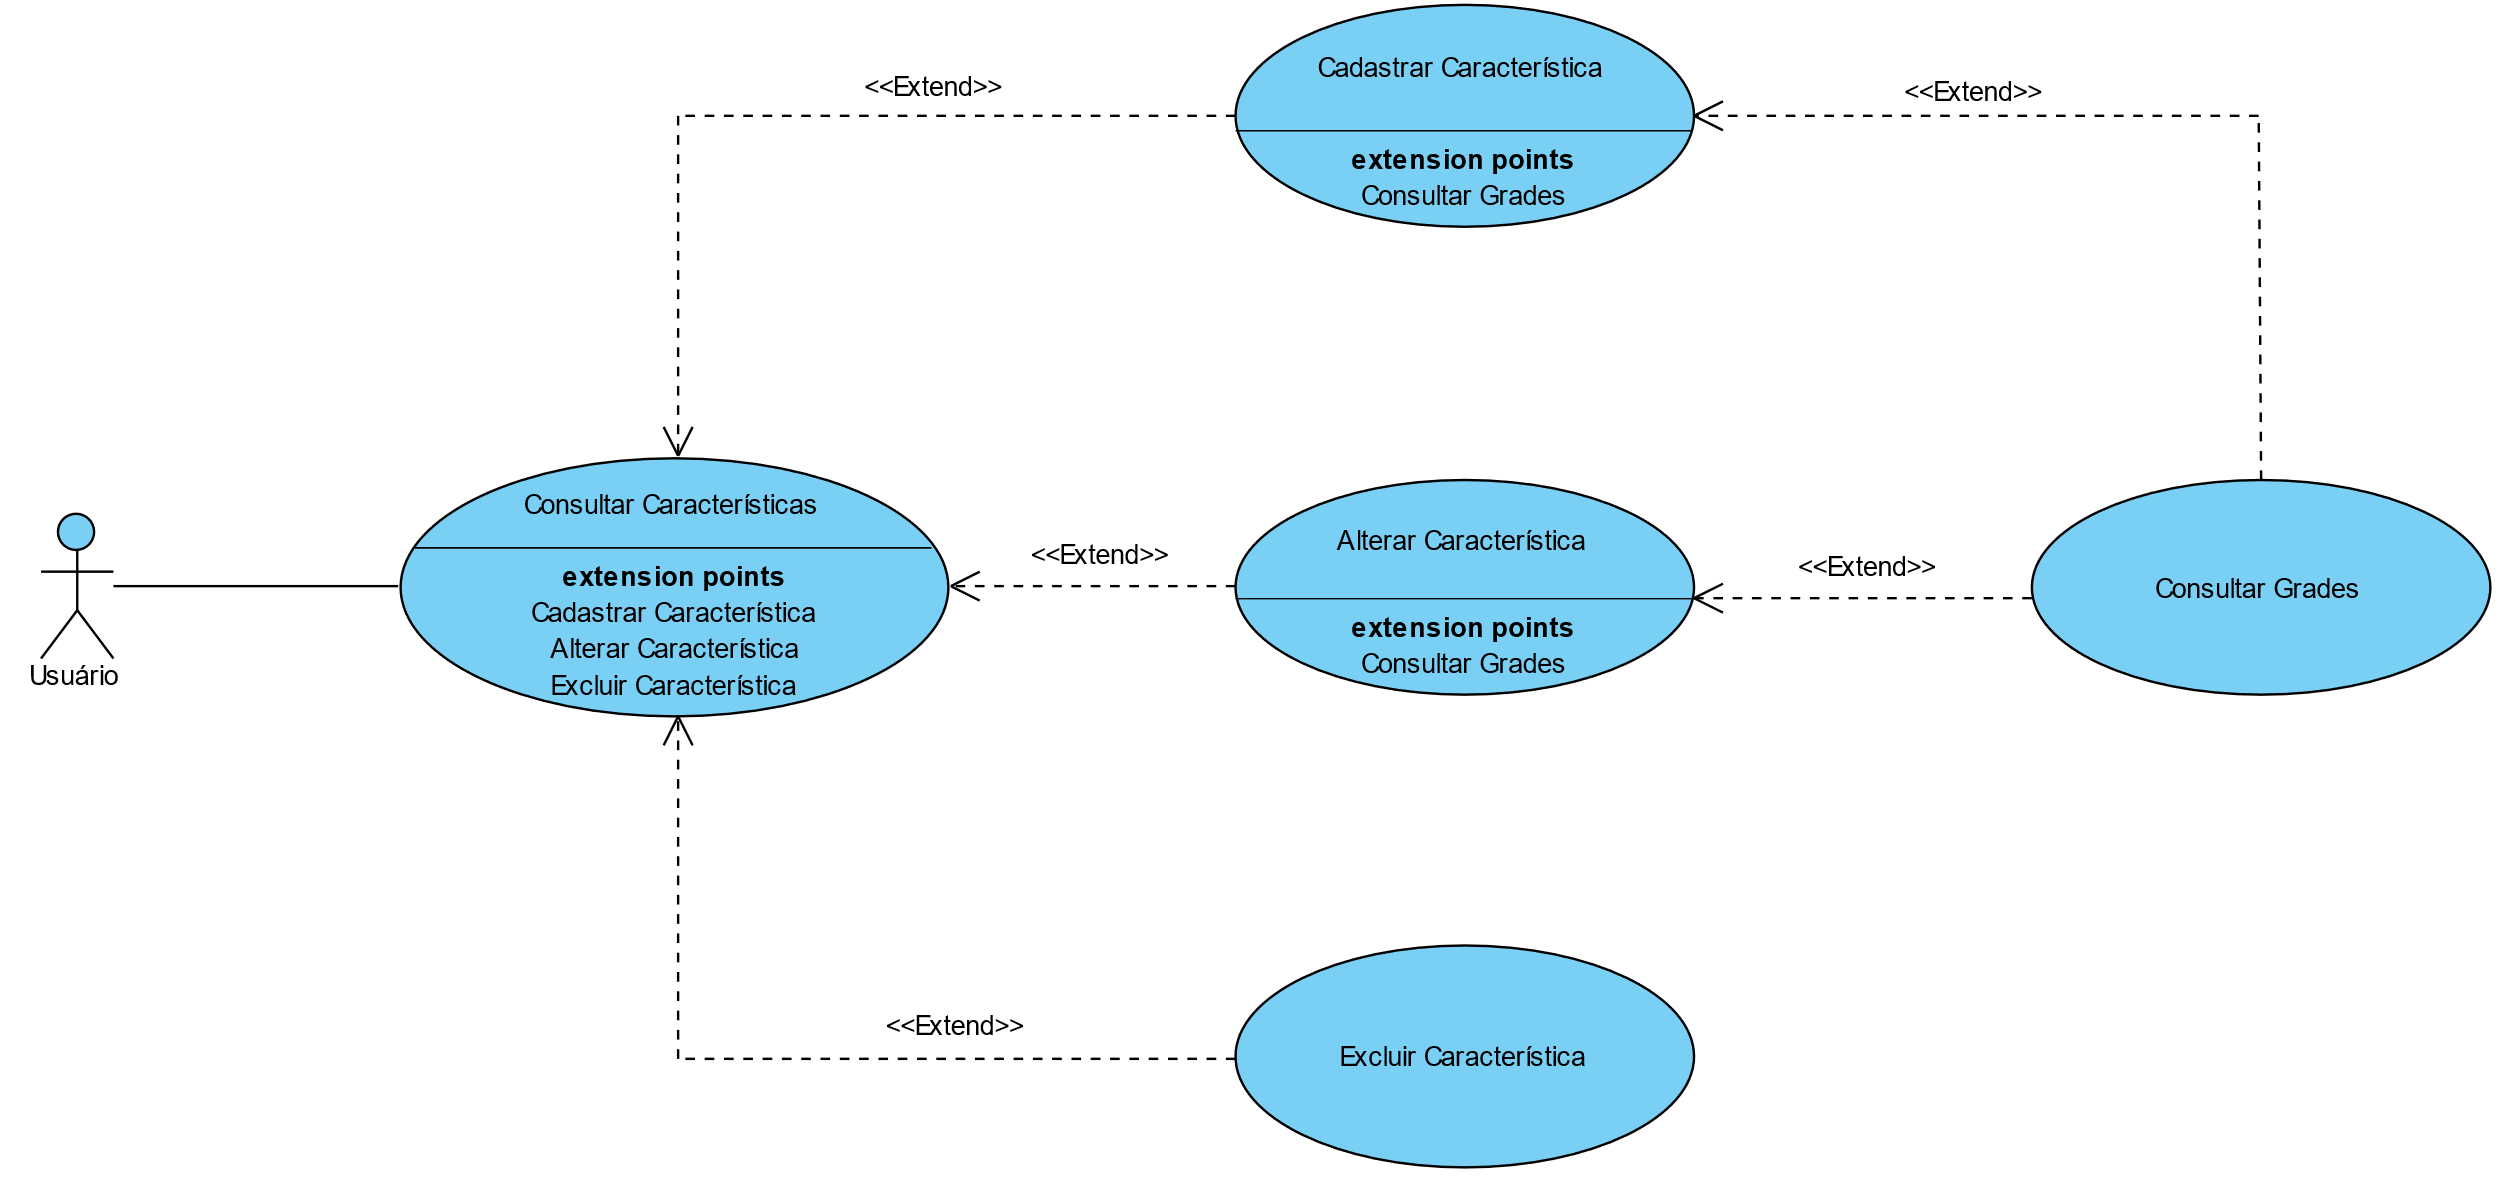 Cadastrar Característica
extension points
Consultar Grades
<<Extend>>
<<Extend>>
Usuário
Consultar Características
extension points
Cadastrar Característica
Alterar Característica
Excluir Característica
<<Extend>>
Alterar Característica
extension points
Consultar Grades
<<Extend>>
Consultar Grades
<<Extend>>
Excluir Característica